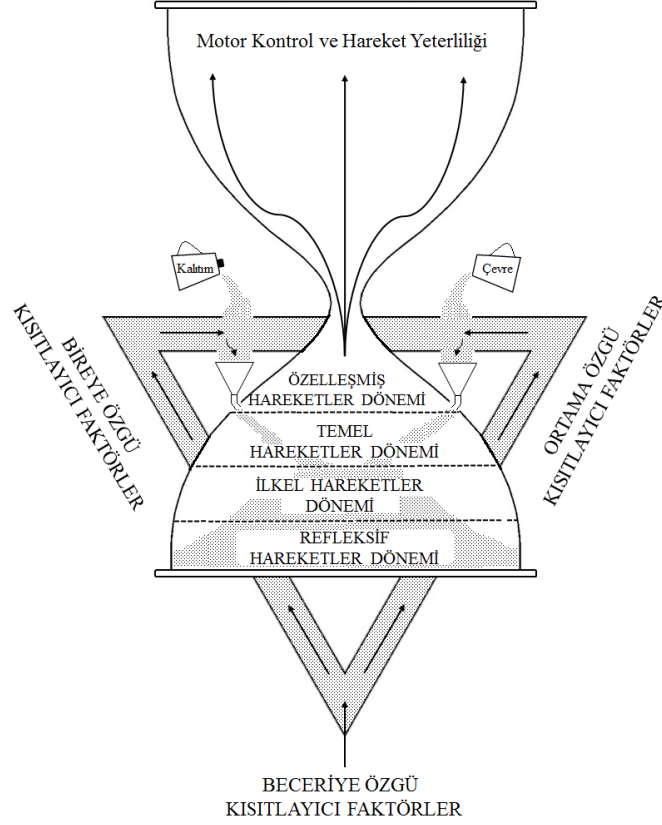 Motor Kontrol ve Hareket Yeterliliği
Kalıtım
Çevre
BİREYE ÖZGÜ
KISITLAYICI FAKTÖRLER
ORTAMA ÖZGÜ
KISITLAYICI FAKTÖRLER
ÖZELLEŞMİŞ
HAREKETLER DÖNEMİ
TEMEL
HAREKETLER DÖNEMİ
İLKEL HAREKETLER
DÖNEMİ
REFLEKSİF
HAREKETLER DÖNEMİ
BECERİYE ÖZGÜ
KISITLAYICI FAKTÖRLER